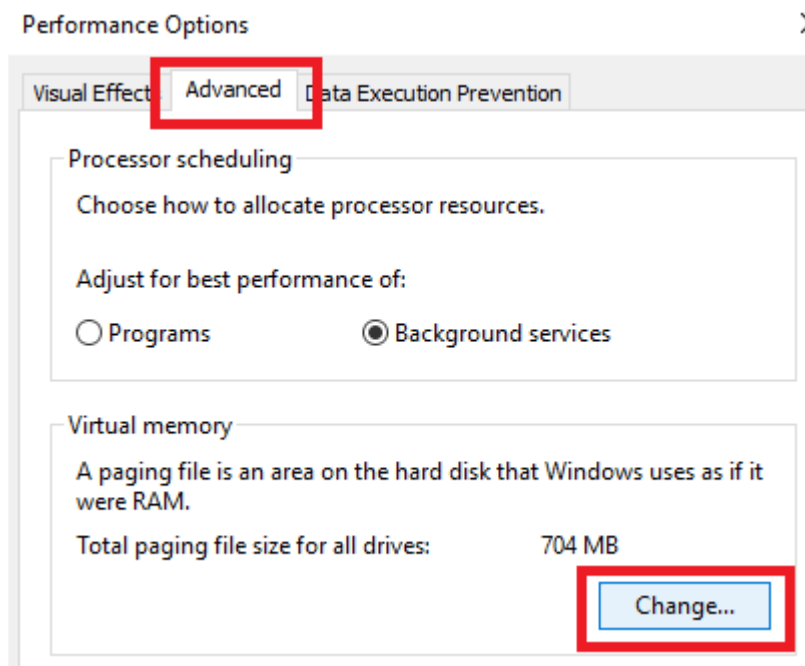 Performance Options
Visual Effect Advanced Data Execution Prevention
Processor scheduling
Choose how to allocate processor resources.
Adjust for best performance of:
Programs Background services
Virtual memory
A paging file is an area on the hard disk that Windows uses as if it
were RAM.
Total paging file size for all drives: 704 MB
Change...